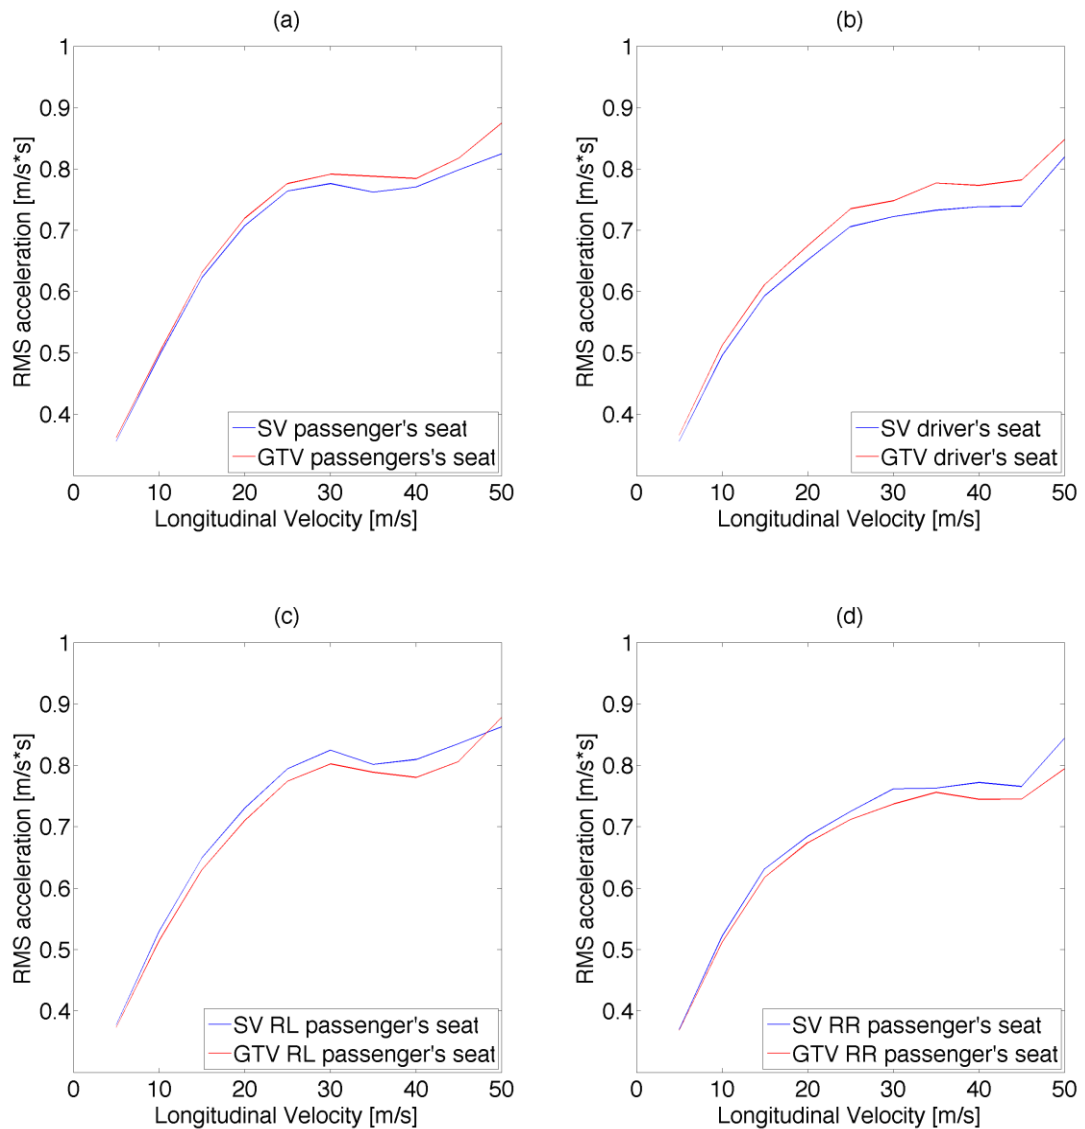 (a)
1
0.9
0.8
0.7
0.6
0.5
0.4
RMS acceleration [m/s*s]
SV passenger's seat
GTV passengers's seat
0 10 20 30 40 50
Longitudinal Velocity [m/s]
(b)
1
0.9
0.8
0.7
0.6
0.5
0.4
RMS acceleration [m/s*s]
SV driver's seat
GTV driver's seat
0 10 20 30 40 50
Longitudinal Velocity [m/s]
(c)
1
0.9
0.8
0.7
0.6
0.5
0.4
RMS acceleration [m/s*s]
SV RL passenger's seat
GTV RL passenger's seat
0 10 20 30 40 50
Longitudinal Velocity [m/s]
(d)
1
0.9
0.8
0.7
0.6
0.5
0.4
RMS acceleration [m/s*s]
SV RR passenger's seat
GTV RR passenger's seat
0 10 20 30 40 50
Longitudinal Velocity [m/s]